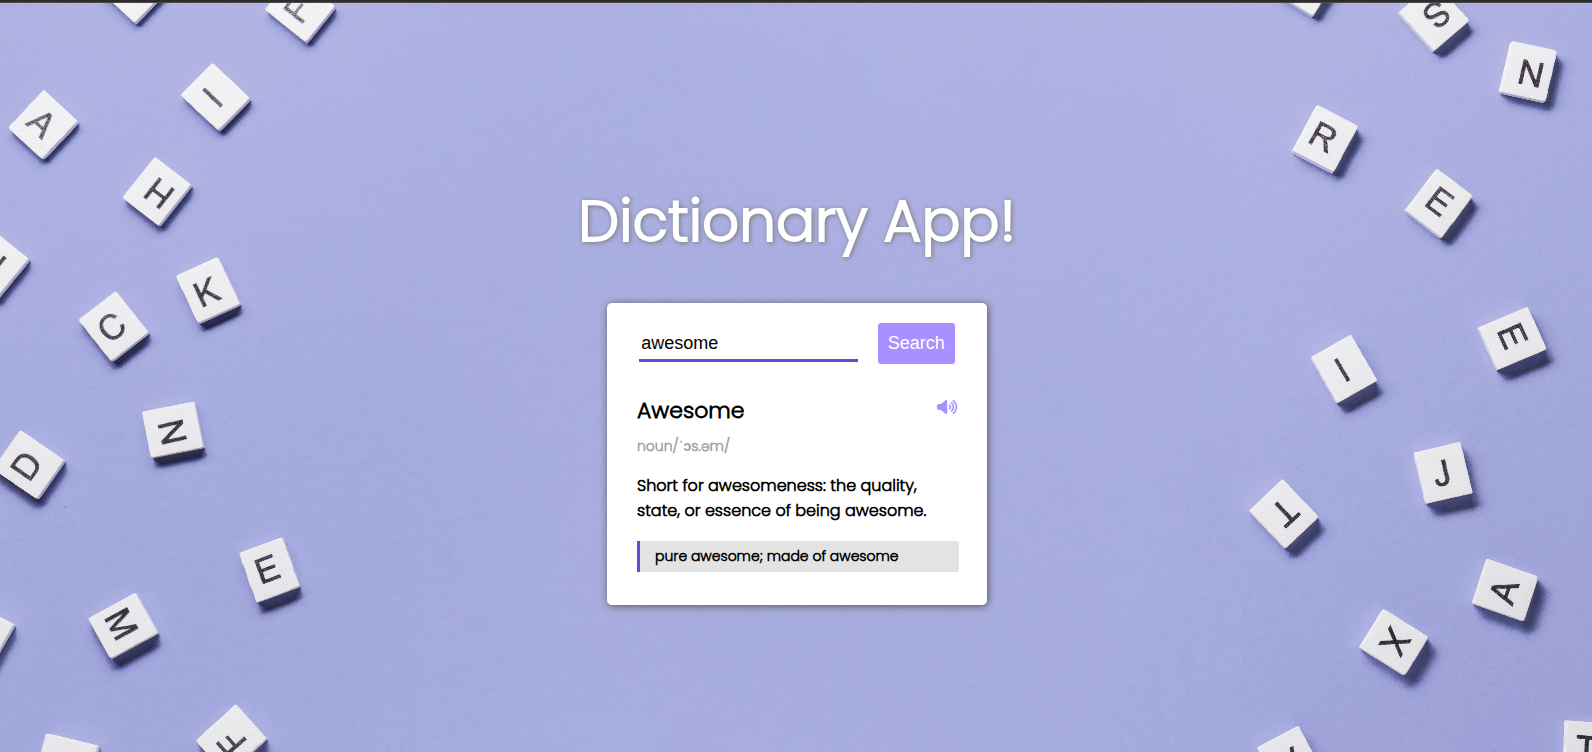 Dictionary App!
awesome
Search
Awesome
noun/ˈɔs.əm/
Short for awesomeness: the quality,
state, or essence of being awesome.
pure awesome; made of awesome
F
S
N
I
A
R
H
E
K
C
E
I
N
D
J
T
E
A
M
X
F